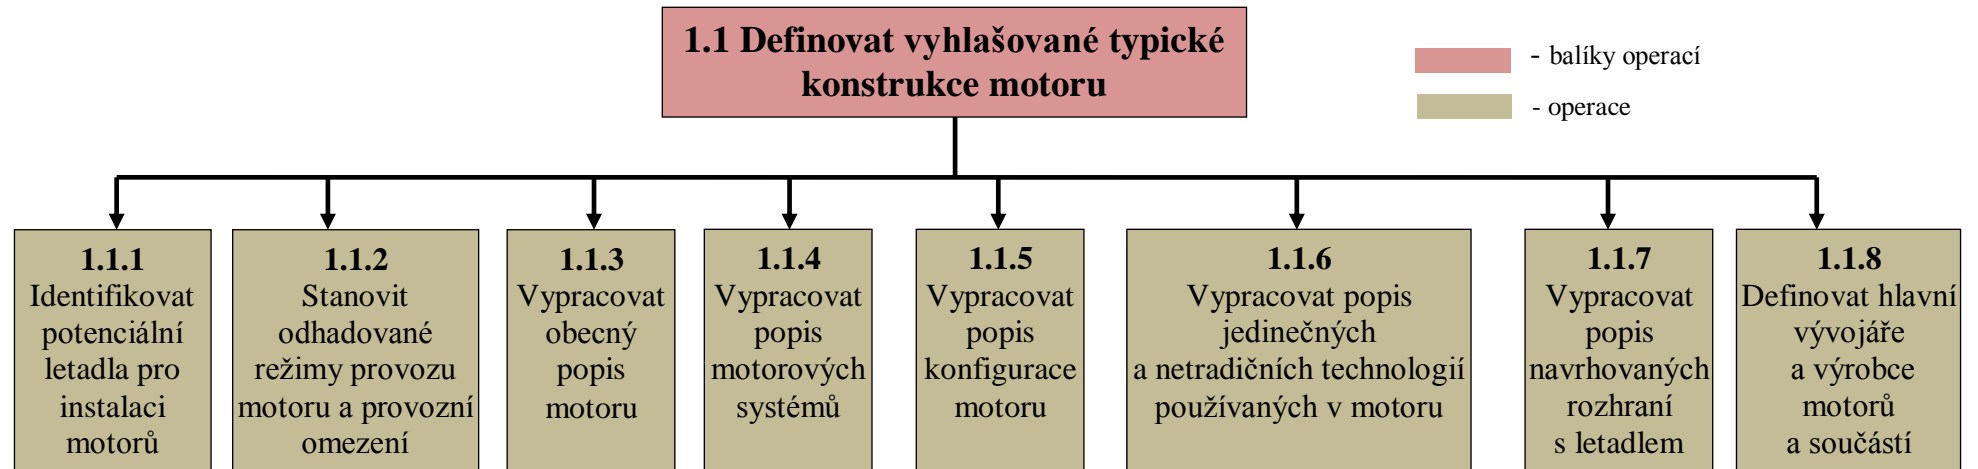 1.1 Definovat vyhlašované typické
konstrukce motoru
- balíky operací
- operace
1.1.1
Identifikovat
potenciální
letadla pro
instalaci
motorů
1.1.2
Stanovit
odhadované
režimy provozu
motoru a provozní
omezení
1.1.3
Vypracovat
obecný
popis
motoru
1.1.4
Vypracovat
popis
motorových
systémů
1.1.5
Vypracovat
popis
konfigurace
motoru
1.1.6
Vypracovat popis
jedinečných
a netradičních technologií
používaných v motoru
1.1.7
Vypracovat
popis
navrhovaných
rozhraní
s letadlem
1.1.8
Definovat hlavní
vývojáře
a výrobce
motorů
a součástí